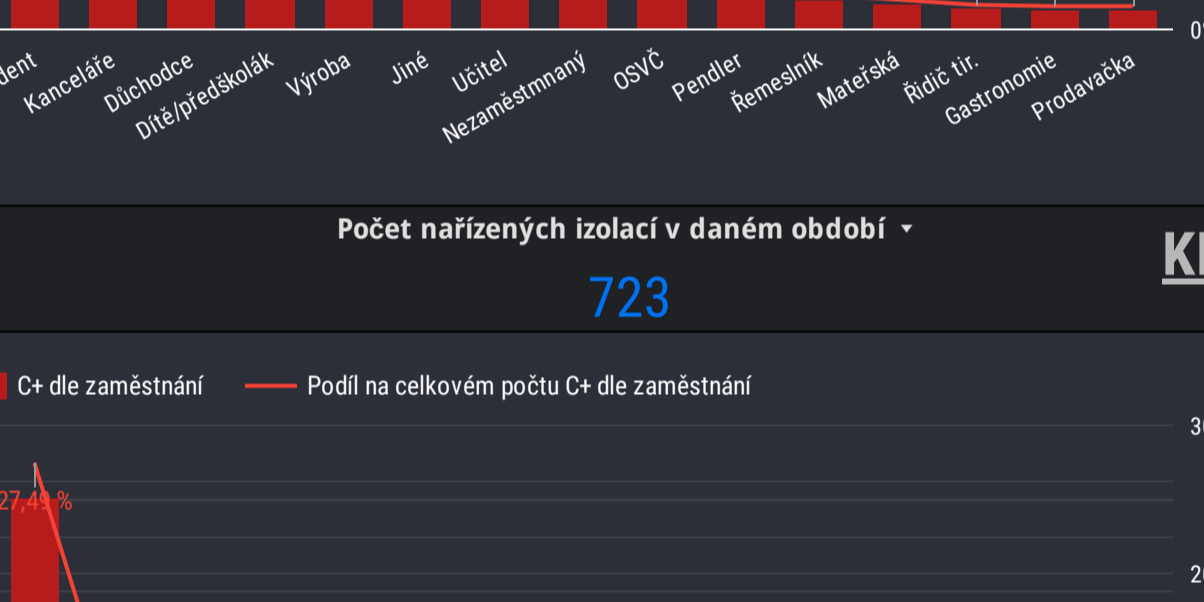 0
Kanceláře
Důchodce
Dítě/předškolák
Výroba
Jiné
Učitel
Nezaměstmnaný
OSVČ
Pendler
Řemeslník
Mateřská
Řidič tir.
Gastronomie
Prodavačka
Počet nařízených izolací v daném období
723
C+ dle zaměstnání
Podíl na celkovém počtu C+ dle zaměstnání
27,49 %